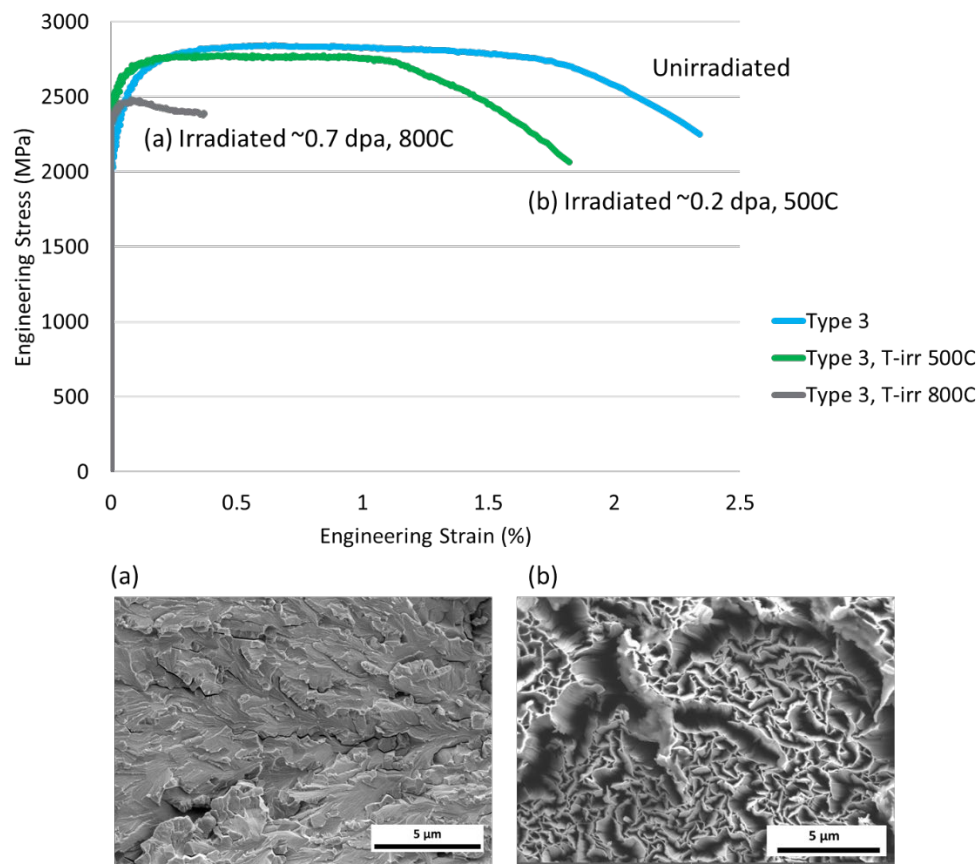 3000
2500
2000
1500
1000
500
0
Engineering Stress (MPa)
Unirradiated
(a) Irradiated ~0.7 dpa, 800C
(b) Irradiated ~0.2 dpa, 500C
Type 3
Type 3, T-irr 500C
Type 3, T-irr 800C
0 0.5 1 1.5 2 2.5
Engineering Strain (%)
(a) (b)
5 µm 5 µm